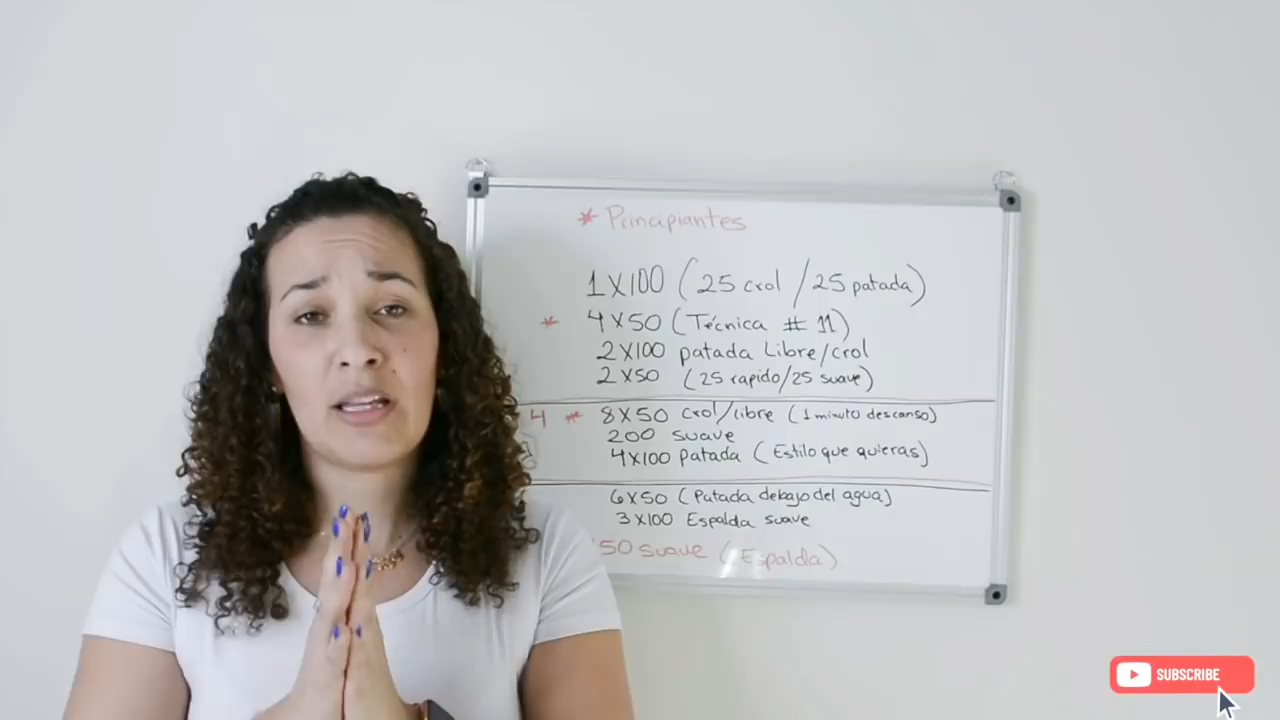 * Principiantes
1X100 (25 crol /25 patada)
* 4X50 (Técnica # 11)
2X100 patada Libre/crol
2X50 (25 rapido/25 suave)
4 * 8X50 crol/libre (1 minuto descanso)
200 suave
4X100 patada (Estilo que quieras)
6X50 (Patada debajo del agua)
3X100 Espalda suave
50 suave (Espalda)
SUBSCRIBE